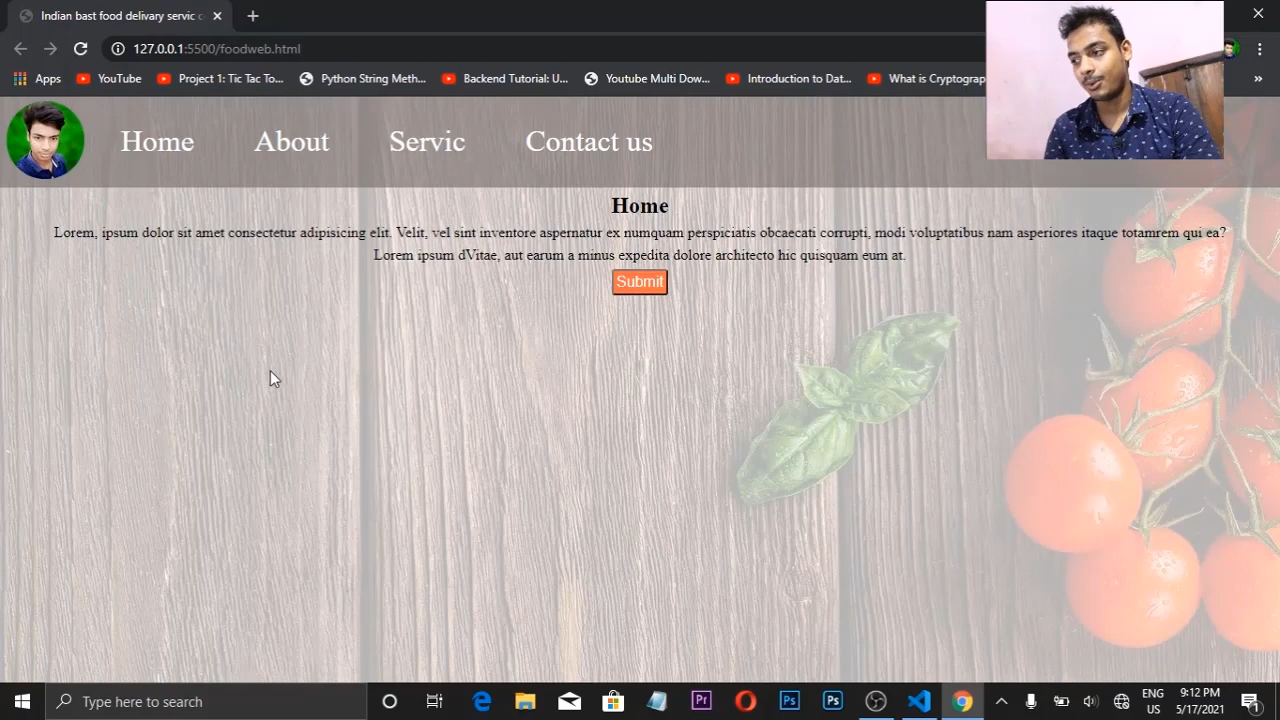 Indian bast food delivary servic c
127.0.0.1:5500/foodweb.html
Apps
YouTube
Project 1: Tic Tac To...
Python String Meth...
Backend Tutorial: U...
Youtube Multi Dow...
Introduction to Dat...
What is Cryptograp
»
Home
About
Servic
Contact us
Home
Lorem, ipsum dolor sit amet consectetur adipisicing elit. Velit, vel sint inventore aspernatur ex numquam perspiciatis obcaecati corrupti, modi voluptatibus nam asperiores itaque totamrem qui ea?
Lorem ipsum dVitae, aut earum a minus expedita dolore architecto hic quisquam eum at.
Submit
Type here to search
Pr
Ps
Ps
ENG
US
9:12 PM
5/17/2021
1